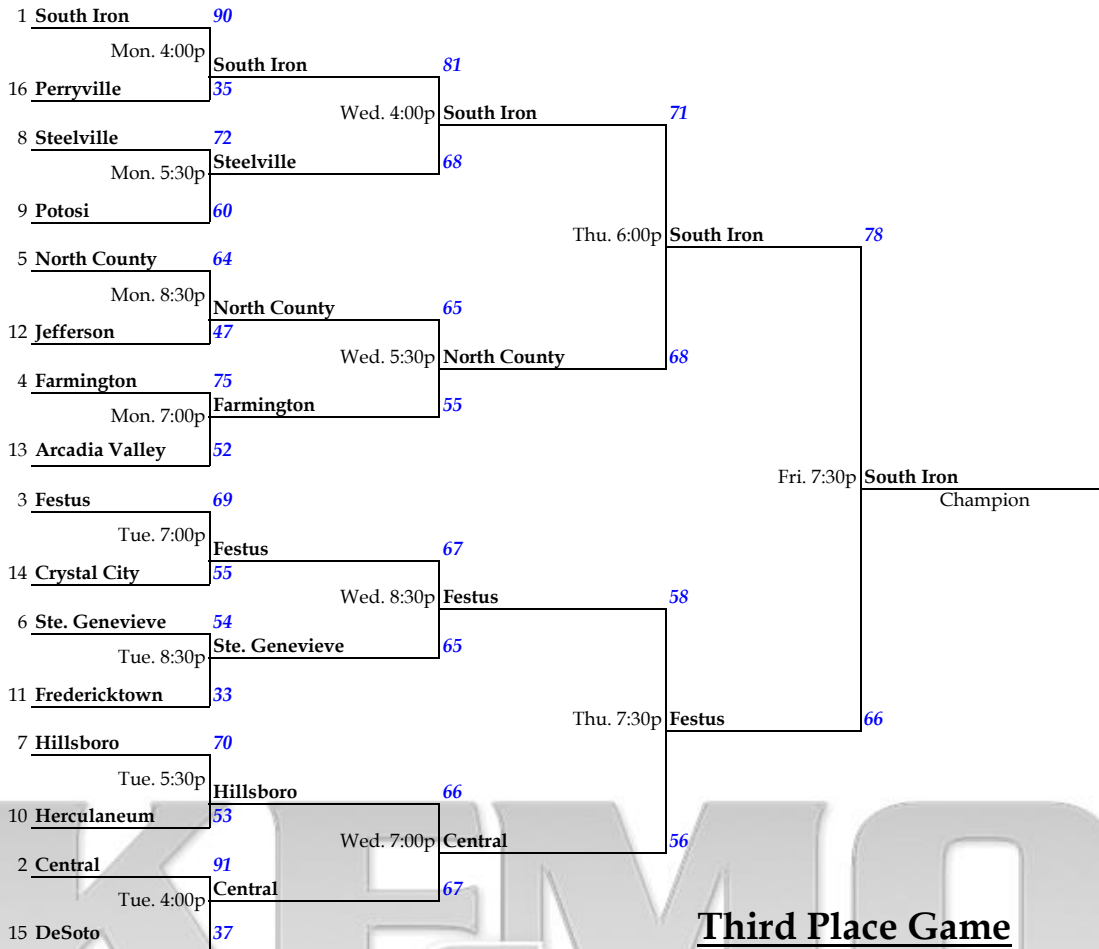 1 South Iron 90
Mon. 4:00p
South Iron 81
16 Perryville 35
Wed. 4:00p South Iron 71
8 Steelville 72
Mon. 5:30p Steelville 68
9 Potosi 60
Thu. 6:00p South Iron 78
5 North County 64
Mon. 8:30p
North County 65
12 Jefferson 47
Wed. 5:30p North County 68
4 Farmington 75
Mon. 7:00p Farmington 55
13 Arcadia Valley 52
Fri. 7:30p South Iron
Champion
3 Festus 69
Tue. 7:00p
Festus 67
14 Crystal City 55
Wed. 8:30p Festus 58
6 Ste. Genevieve 54
Tue. 8:30p Ste. Genevieve 65
11 Fredericktown 33
Thu. 7:30p Festus 66
7 Hillsboro 70
Tue. 5:30p
Hillsboro 66
10 Herculaneum 53
Wed. 7:00p Central 56
2 Central 91
Tue. 4:00p Central 67
15 DeSoto 37
Third Place Game